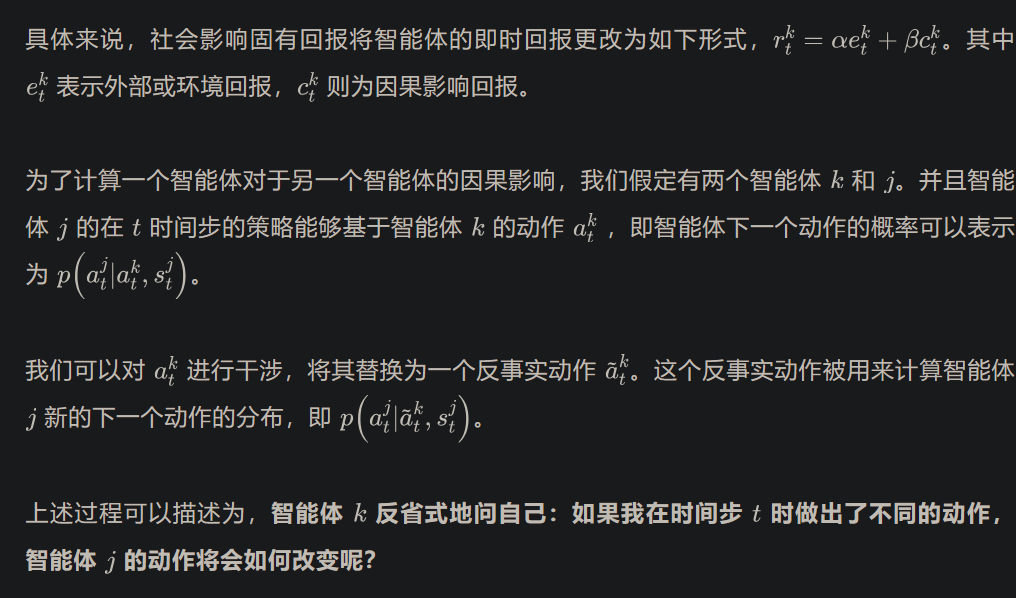 具体来说，社会影响固有回报将智能体的即时回报更改为如下形式，$r_t^k = \alpha e_t^k + \beta c_t^k$。其中
$e_t^k$ 表示外部或环境回报，$c_t^k$ 则为因果影响回报。
为了计算一个智能体对于另一个智能体的因果影响，我们假定有两个智能体 $k$ 和 $j$。并且智能
体 $j$ 的在 $t$ 时间步的策略能够基于智能体 $k$ 的动作 $a_t^k$ ，即智能体下一个动作的概率可以表示
为 $p\left(a_t^j | a_t^k, s_t^j\right)$。
我们可以对 $a_t^k$ 进行干涉，将其替换为一个反事实动作 $\tilde{a}_t^k$。这个反事实动作被用来计算智能体
$j$ 新的下一个动作的分布，即 $p\left(a_t^j | \tilde{a}_t^k, s_t^j\right)$。
上述过程可以描述为，智能体 $k$ 反省式地问自己：如果我在时间步 $t$ 时做出了不同的动作，
智能体 $j$ 的动作将会如何改变呢？